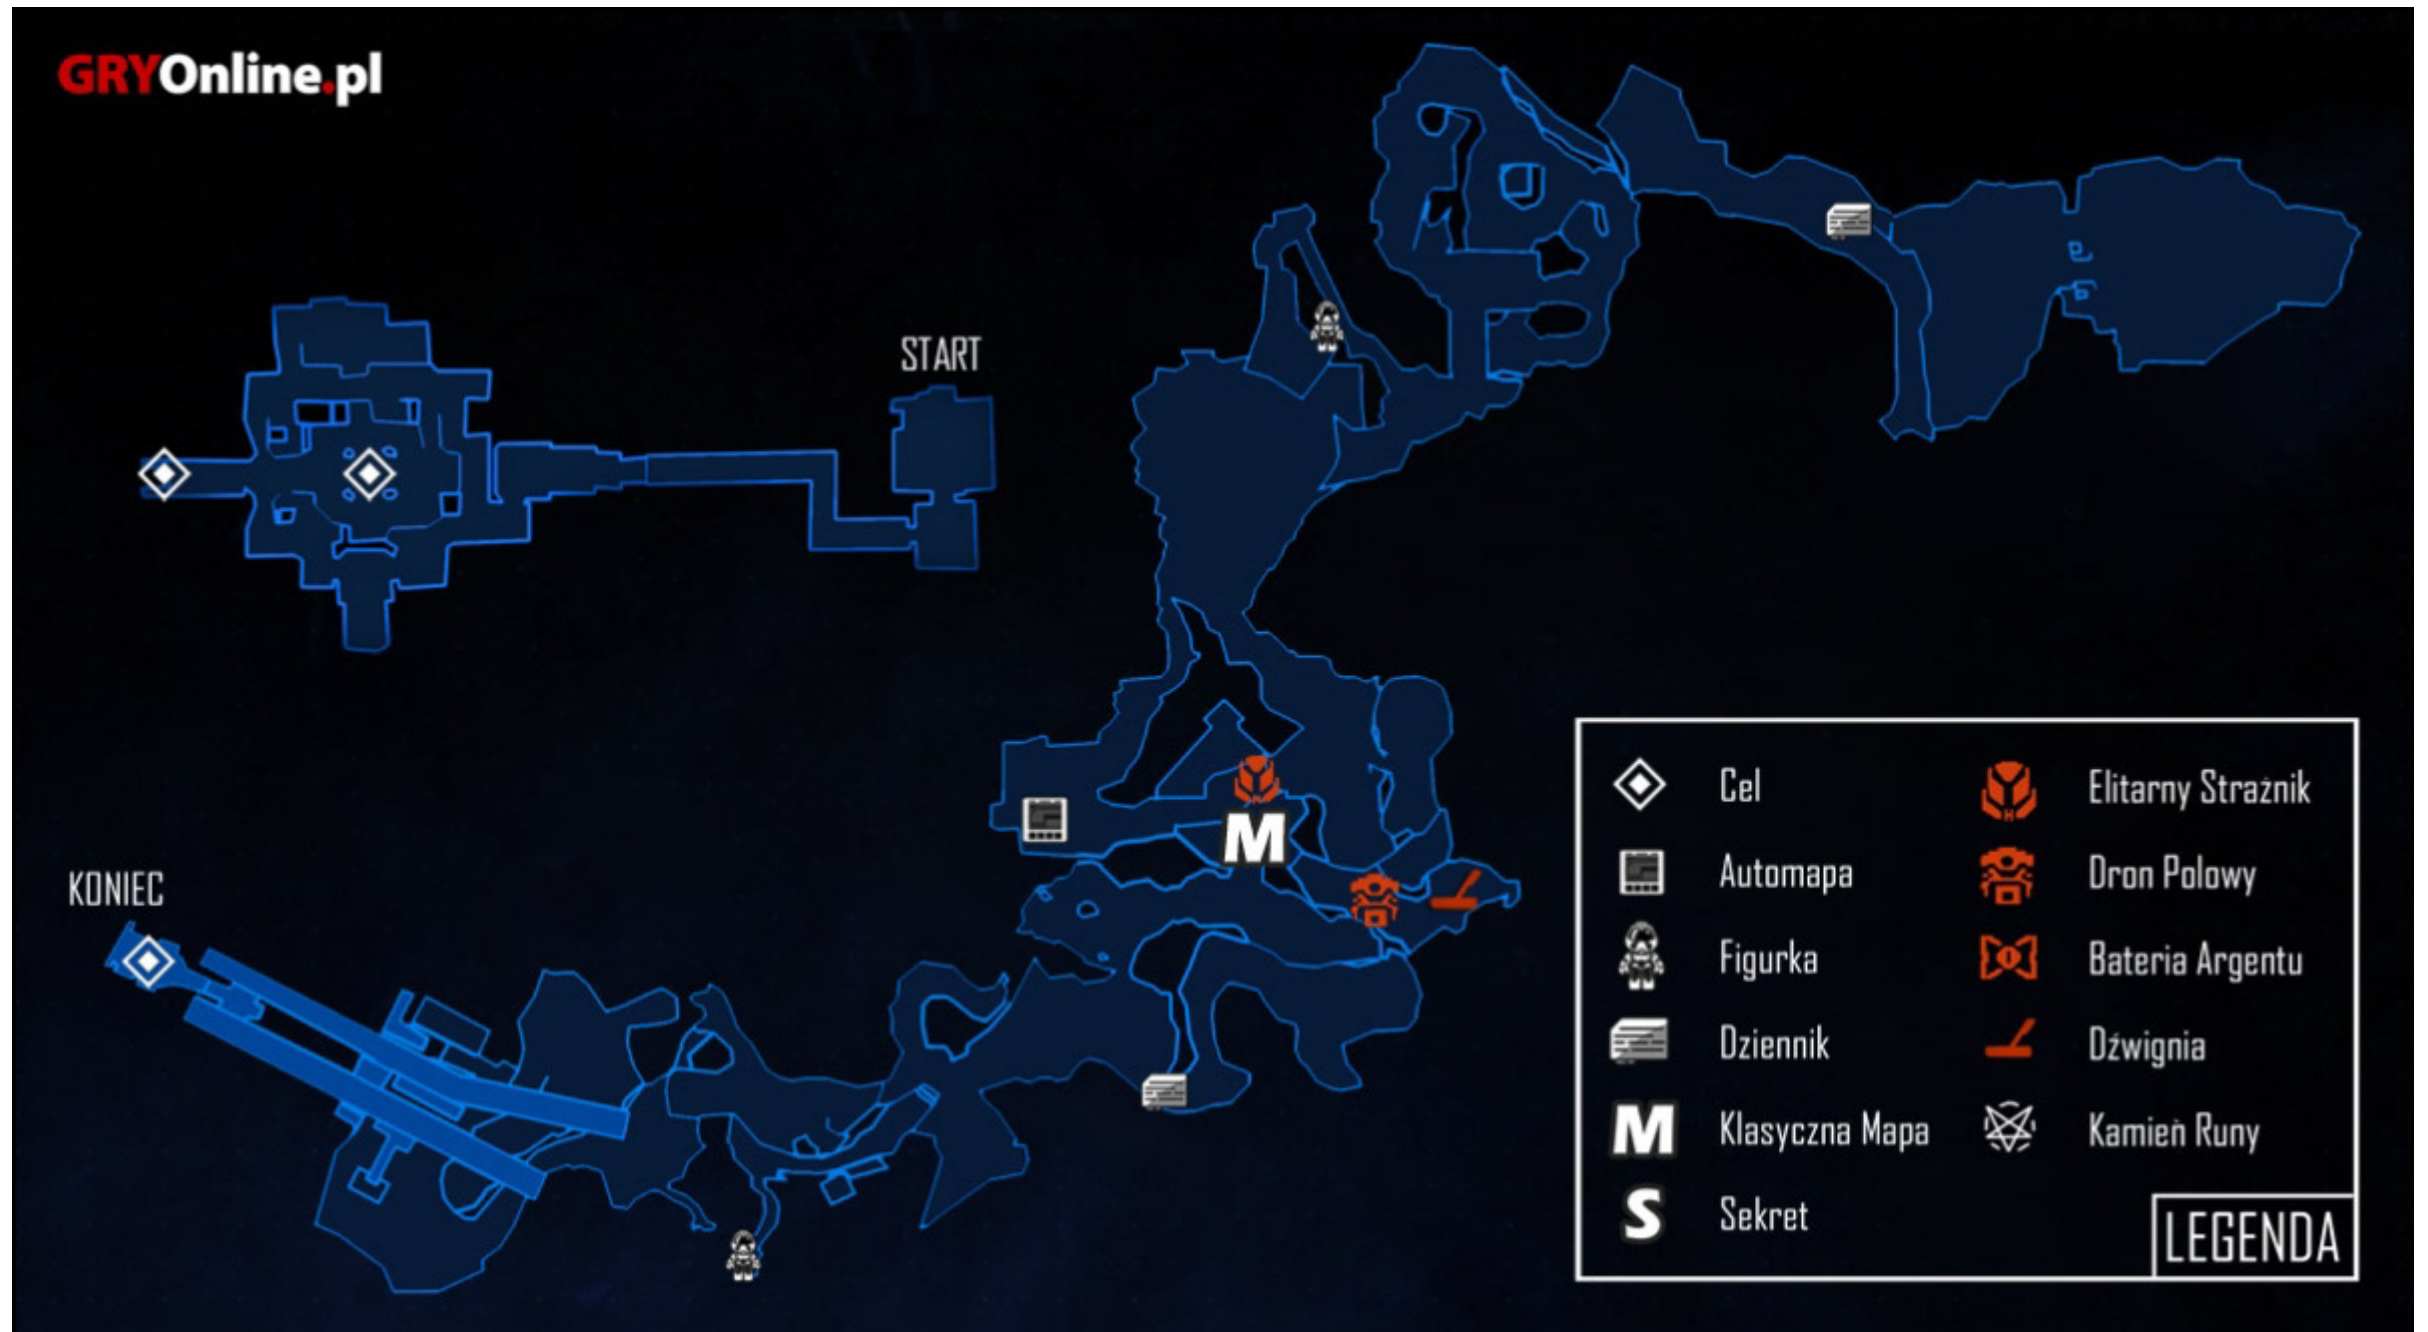 GRYOnline.pl
START
KONIEC
Cel
Automapa
Figurka
Dziennik
M
Klasyczna Mapa
S
Sekret
Elitarny Strażnik
Dron Polowy
Bateria Argentu
Dźwignia
Kamień Runy
LEGENDA
M